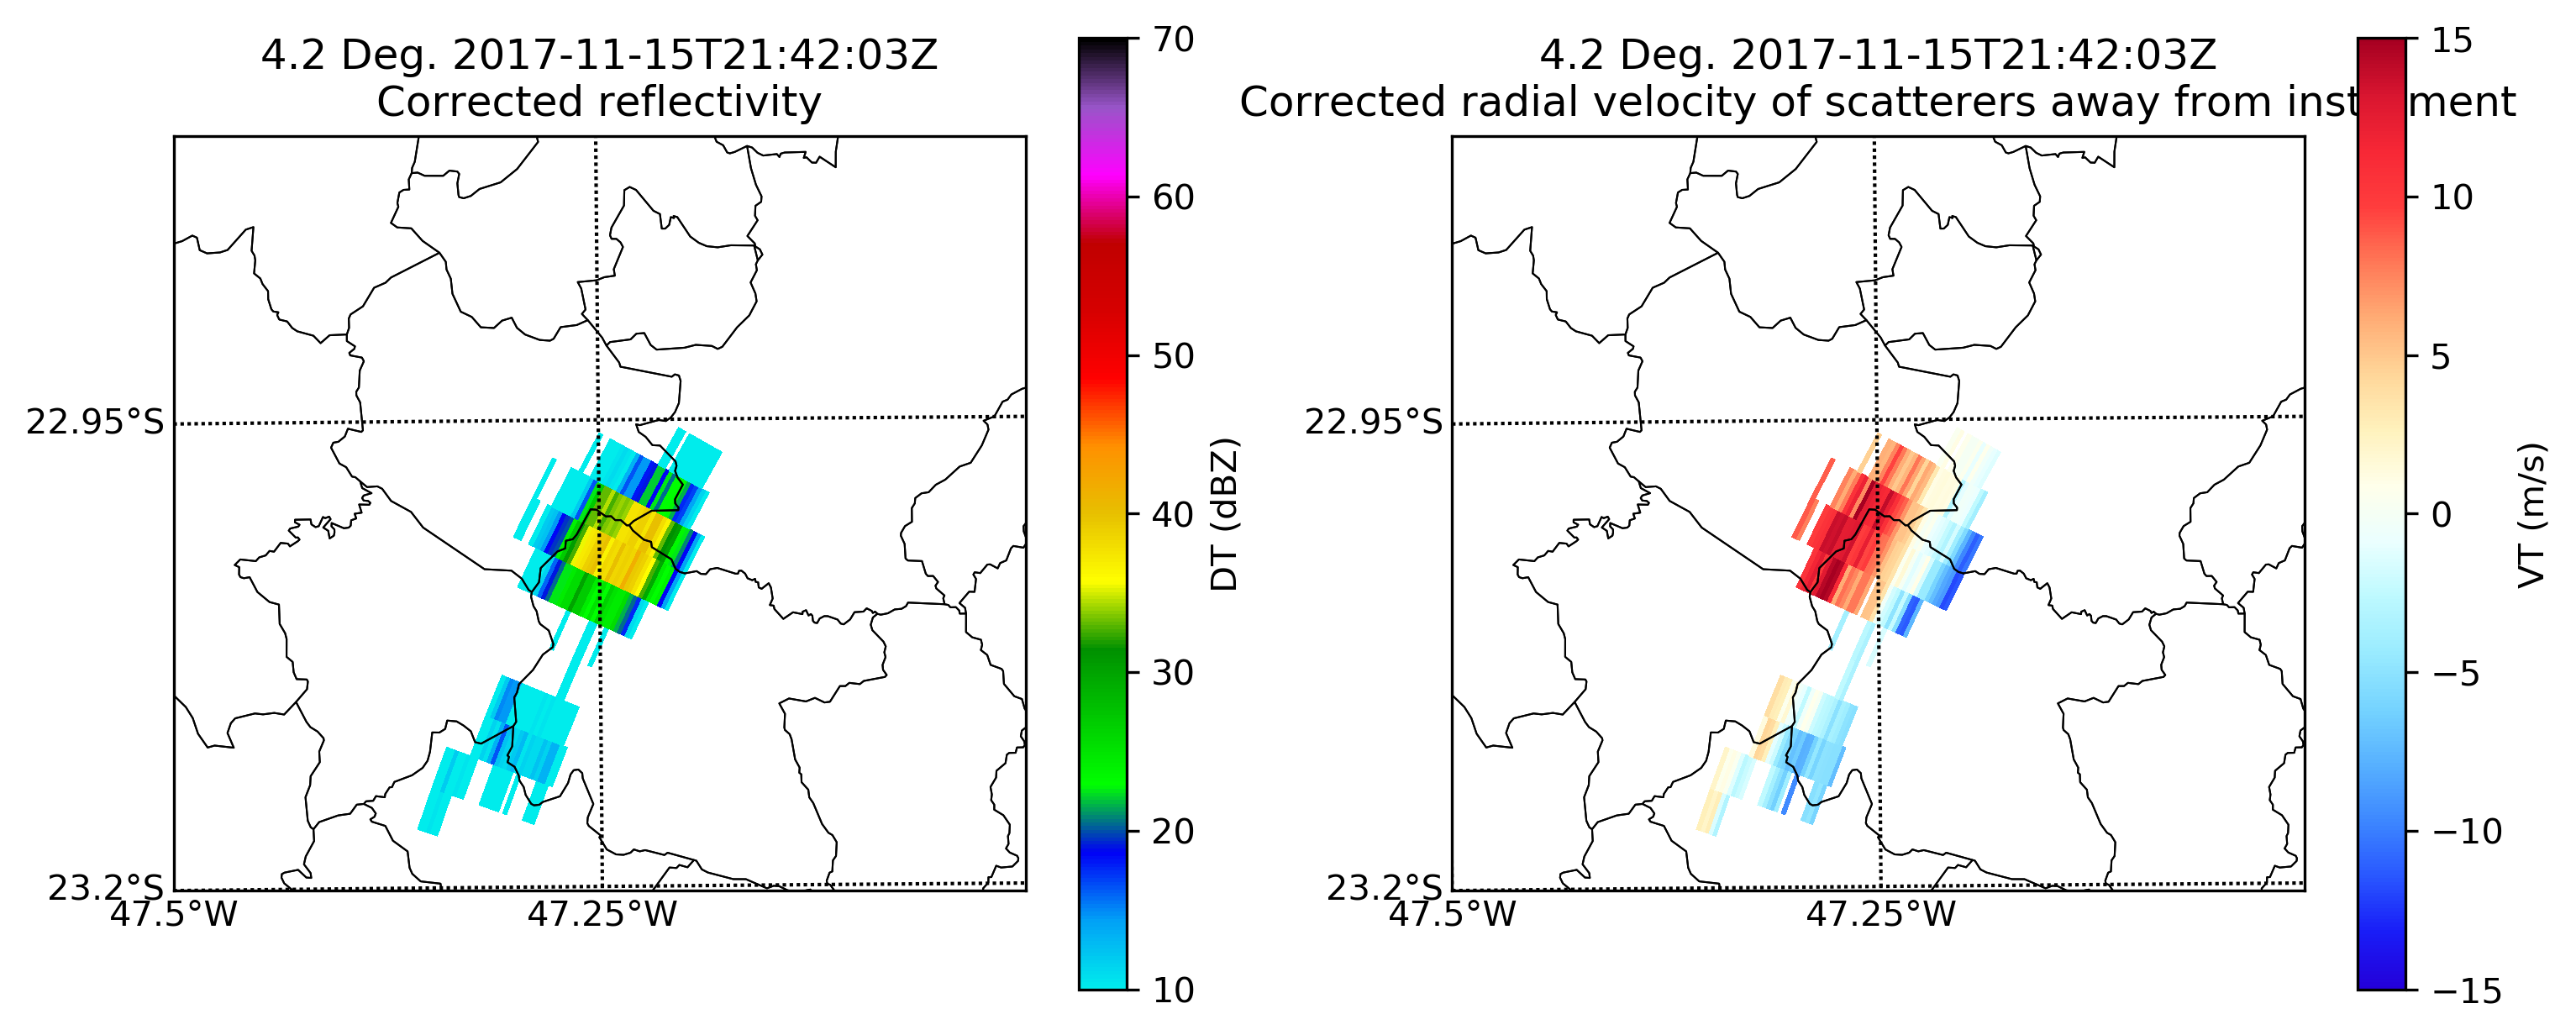 4.2 Deg. 2017-11-15T21:42:03Z
Corrected reflectivity
22.95°S
23.2°S
47.5°W
47.25°W
70
60
50
40
30
20
10
DT (dBZ)
4.2 Deg. 2017-11-15T21:42:03Z
Corrected radial velocity of scatterers away from inst ment
22.95°S
23.2°S
47.5°W
47.25°W
15
10
5
0
−5
−10
−15
VT (m/s)